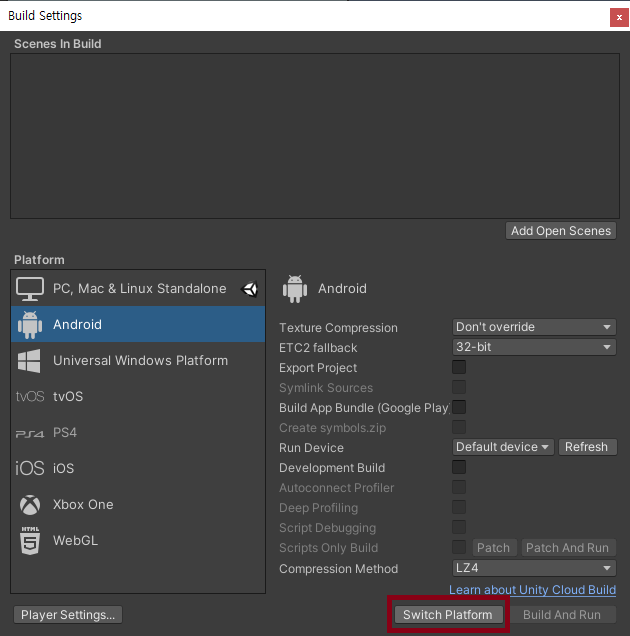 Build Settings
x
Scenes In Build
Add Open Scenes
Platform
PC, Mac & Linux Standalone
Android
Universal Windows Platform
tvOS tvOS
PS4 PS4
iOS iOS
Xbox One
HTML 5 WebGL
Android
Texture Compression Don't override
ETC2 fallback 32-bit
Export Project
Symlink Sources
Build App Bundle (Google Play
Create symbols.zip
Run Device Default device Refresh
Development Build
Autoconnect Profiler
Deep Profiling
Script Debugging
Scripts Only Build Patch Patch And Run
Compression Method LZ4
Learn about Unity Cloud Build
Player Settings... Switch Platform Build And Run